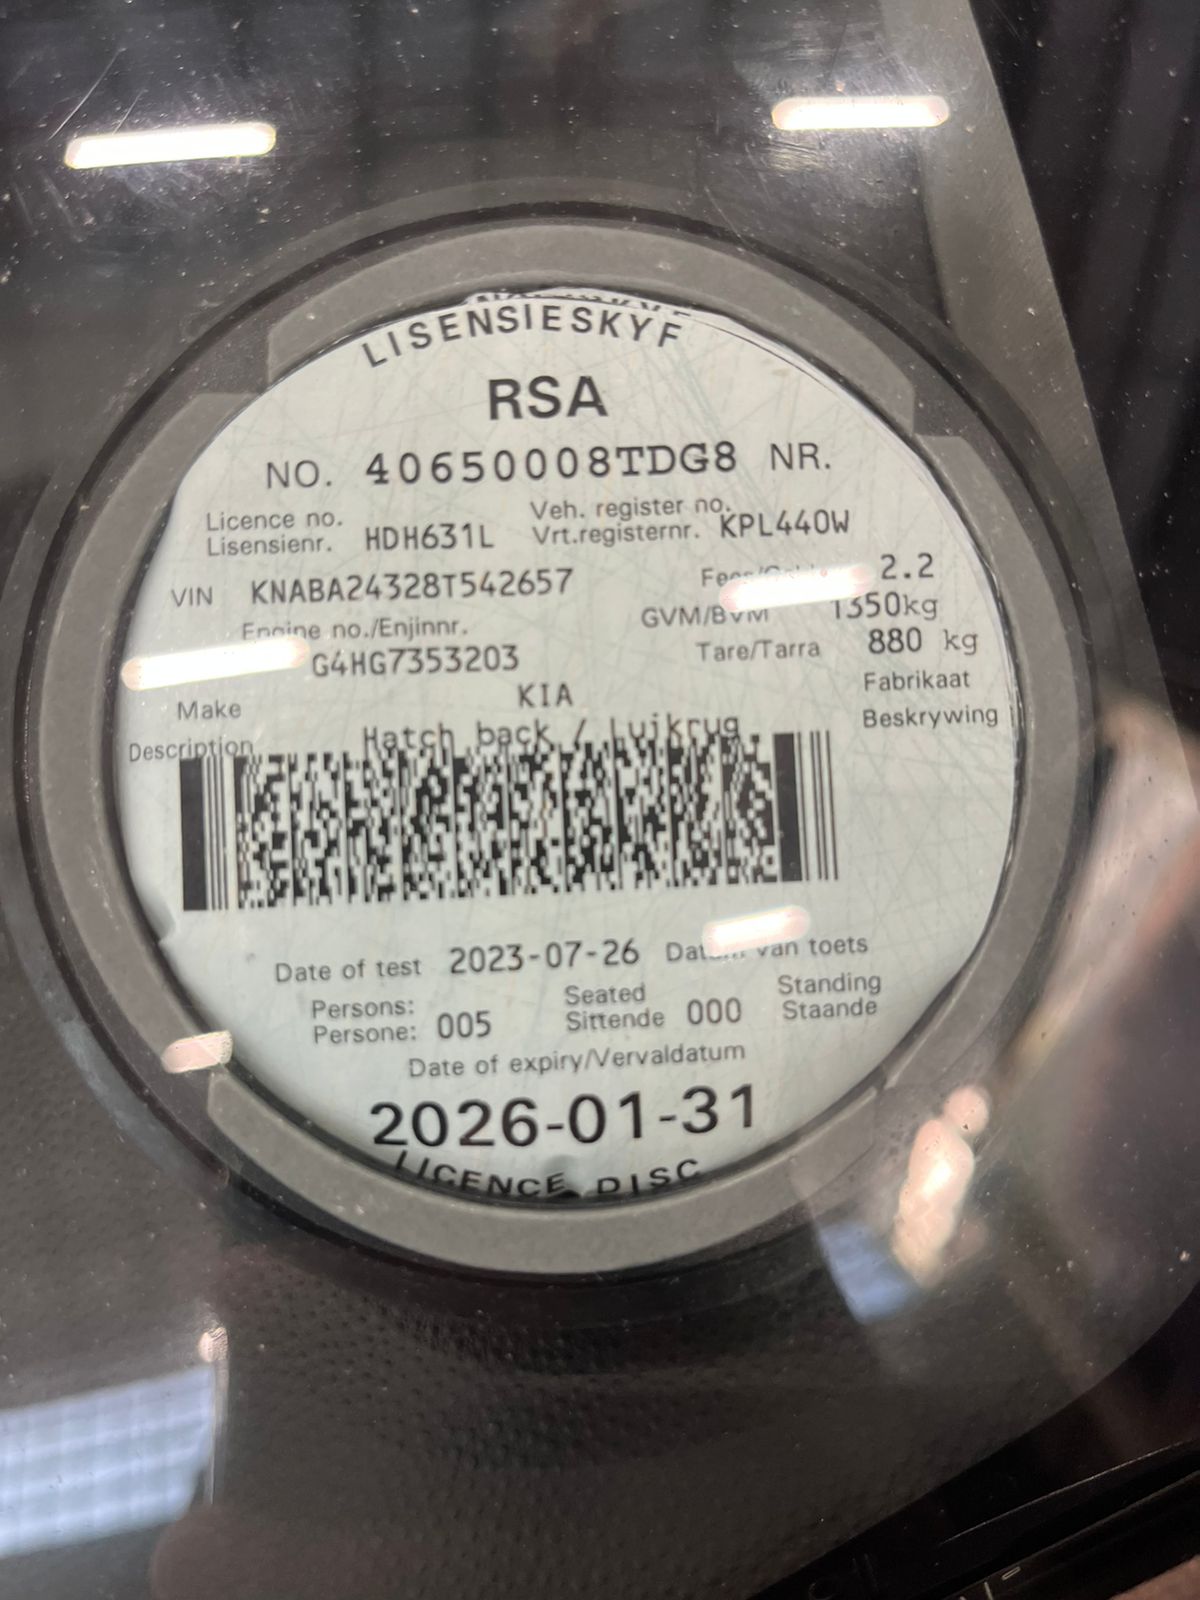 LISENSIESKYF
RSA
NO. 40650008TDG8 NR.
Licence no. Veh. register no.
Lisensienr. HDH631L Vrt.registernr. KPL440W
VIN KNABA24328T542657 2.2
Engine no./Enjinnr. GVM/BVM 1350kg
G4HG7353203 Tare/Tarra 880 kg
Make KIA Fabrikaat
Description Hatch back / Luikrug Beskrywing
Date of test 2023-07-26 van toets
Persons: Seated Standing
Persone: 005 Sittende 000 Staande
Date of expiry/Vervaldatum
2026-01-31
LICENCE DISC